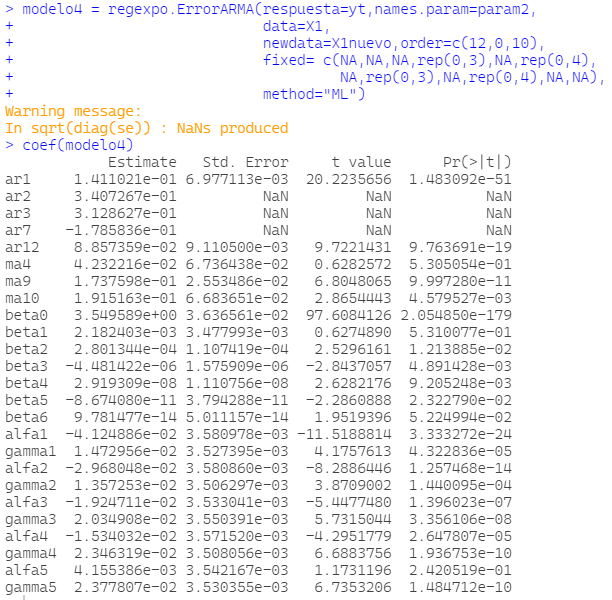 > modelo4 = regexpo.ErrorARMA(respuesta=yt,names.param=param2,
+                             data=X1,
+                             newdata=X1nuevo,order=c(12,0,10),
+                             fixed= c(NA,NA,NA,rep(0,3),NA,rep(0,4),
+                                      NA,rep(0,3),NA,rep(0,4),NA,NA),
+                             method="ML")
Warning message:
In sqrt(diag(se)) : NaNs produced
> coef(modelo4)
            Estimate   Std. Error     t value      Pr(>|t|)
ar1     1.411021e-01 6.977113e-03  20.2235656  1.483092e-51
ar2     3.407267e-01          NaN         NaN           NaN
ar3     3.128627e-01          NaN         NaN           NaN
ar7    -1.785836e-01          NaN         NaN           NaN
ar12    8.857359e-02 9.110500e-03   9.7221431  9.763691e-19
ma4     4.232216e-02 6.736438e-02   0.6282572  5.305054e-01
ma9     1.737598e-01 2.553486e-02   6.8048065  9.997280e-11
ma10    1.915163e-01 6.683651e-02   2.8654443  4.579527e-03
beta0   3.549589e+00 3.636561e-02  97.6084126 2.054850e-179
beta1   2.182403e-03 3.477993e-03   0.6274890  5.310077e-01
beta2   2.801344e-04 1.107419e-04   2.5296161  1.213885e-02
beta3  -4.481422e-06 1.575909e-06  -2.8437057  4.891428e-03
beta4   2.919309e-08 1.110756e-08   2.6282176  9.205248e-03
beta5  -8.674080e-11 3.794288e-11  -2.2860888  2.322790e-02
beta6   9.781477e-14 5.011157e-14   1.9519396  5.224994e-02
alfa1  -4.124886e-02 3.580978e-03 -11.5188814  3.333272e-24
gamma1  1.472956e-02 3.527395e-03   4.1757613  4.322836e-05
alfa2  -2.968048e-02 3.580860e-03  -8.2886446  1.257468e-14
gamma2  1.357253e-02 3.506297e-03   3.8709002  1.440095e-04
alfa3  -1.924711e-02 3.533041e-03  -5.4477480  1.396023e-07
gamma3  2.034908e-02 3.550391e-03   5.7315044  3.356106e-08
alfa4  -1.534032e-02 3.571520e-03  -4.2951779  2.647807e-05
gamma4  2.346319e-02 3.508056e-03   6.6883756  1.936753e-10
alfa5   4.155386e-03 3.542167e-03   1.1731196  2.420519e-01
gamma5  2.377807e-02 3.530355e-03   6.7353206  1.484712e-10